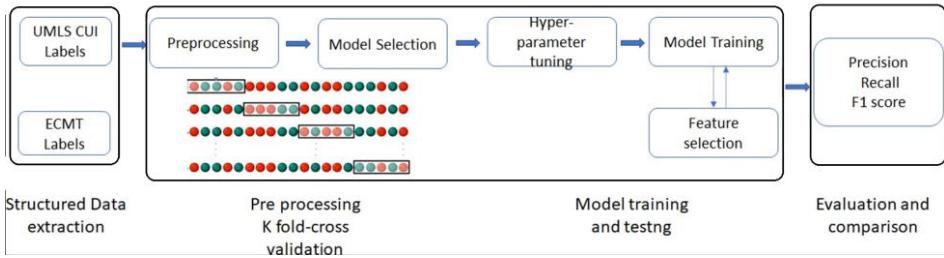 UMLS CUI
Labels
ECMT
Labels
Preprocessing
Model Selection
Hyper-
parameter
tuning
Model Training
Feature
selection
Precision
Recall
F1 score
Structured Data
extraction
Pre processing
K fold-cross
validation
Model training
and testng
Evaluation and
comparison